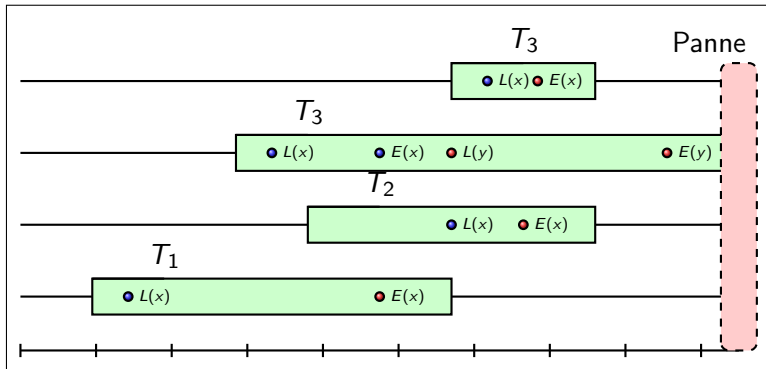 T₃
Panne
L(x) E(x)
T₃
L(x) E(x) L(y) E(y)
T₂
L(x) E(x)
T₁
L(x) E(x)